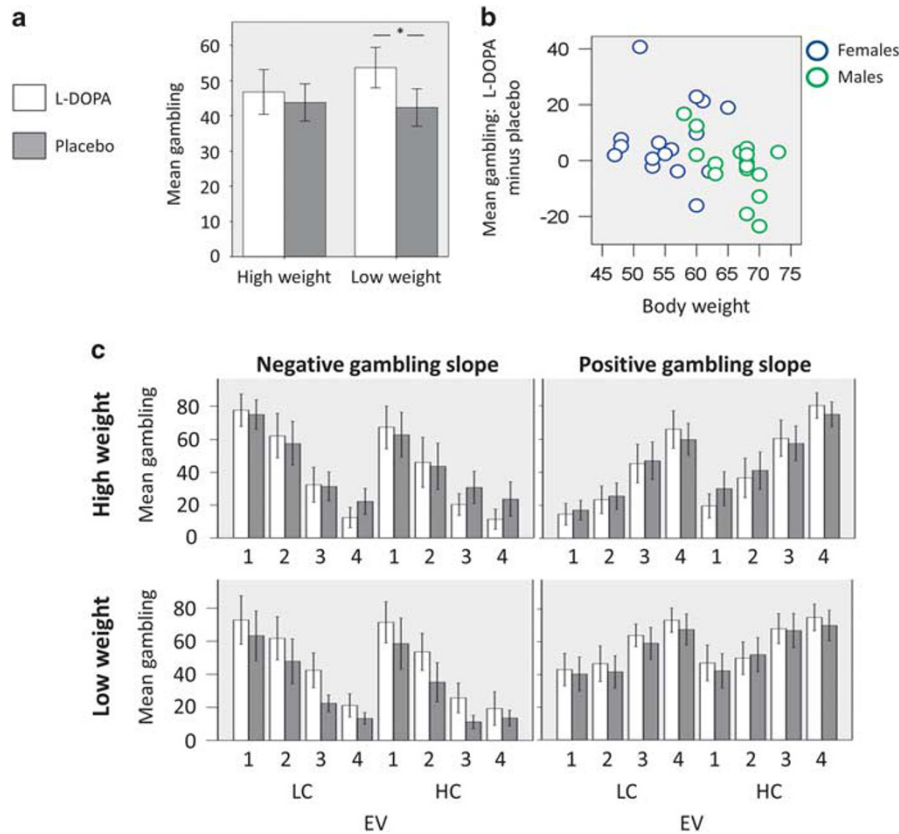 a
L-DOPA
Placebo
Mean gambling
60
50
40
30
20
10
0
*
High weight
Low weight
b
Mean gambling: L-DOPA
minus placebo
40
20
0
-20
45 50 55 60 65 70 75
Body weight
Females
Males
c
Negative gambling slope
Positive gambling slope
High weight
Mean gambling
80
60
40
20
0
1 2 3 4 1 2 3 4
1 2 3 4 1 2 3 4
Low weight
Mean gambling
80
60
40
20
0
1 2 3 4 1 2 3 4
1 2 3 4 1 2 3 4
LC HC
LC HC
EV
EV